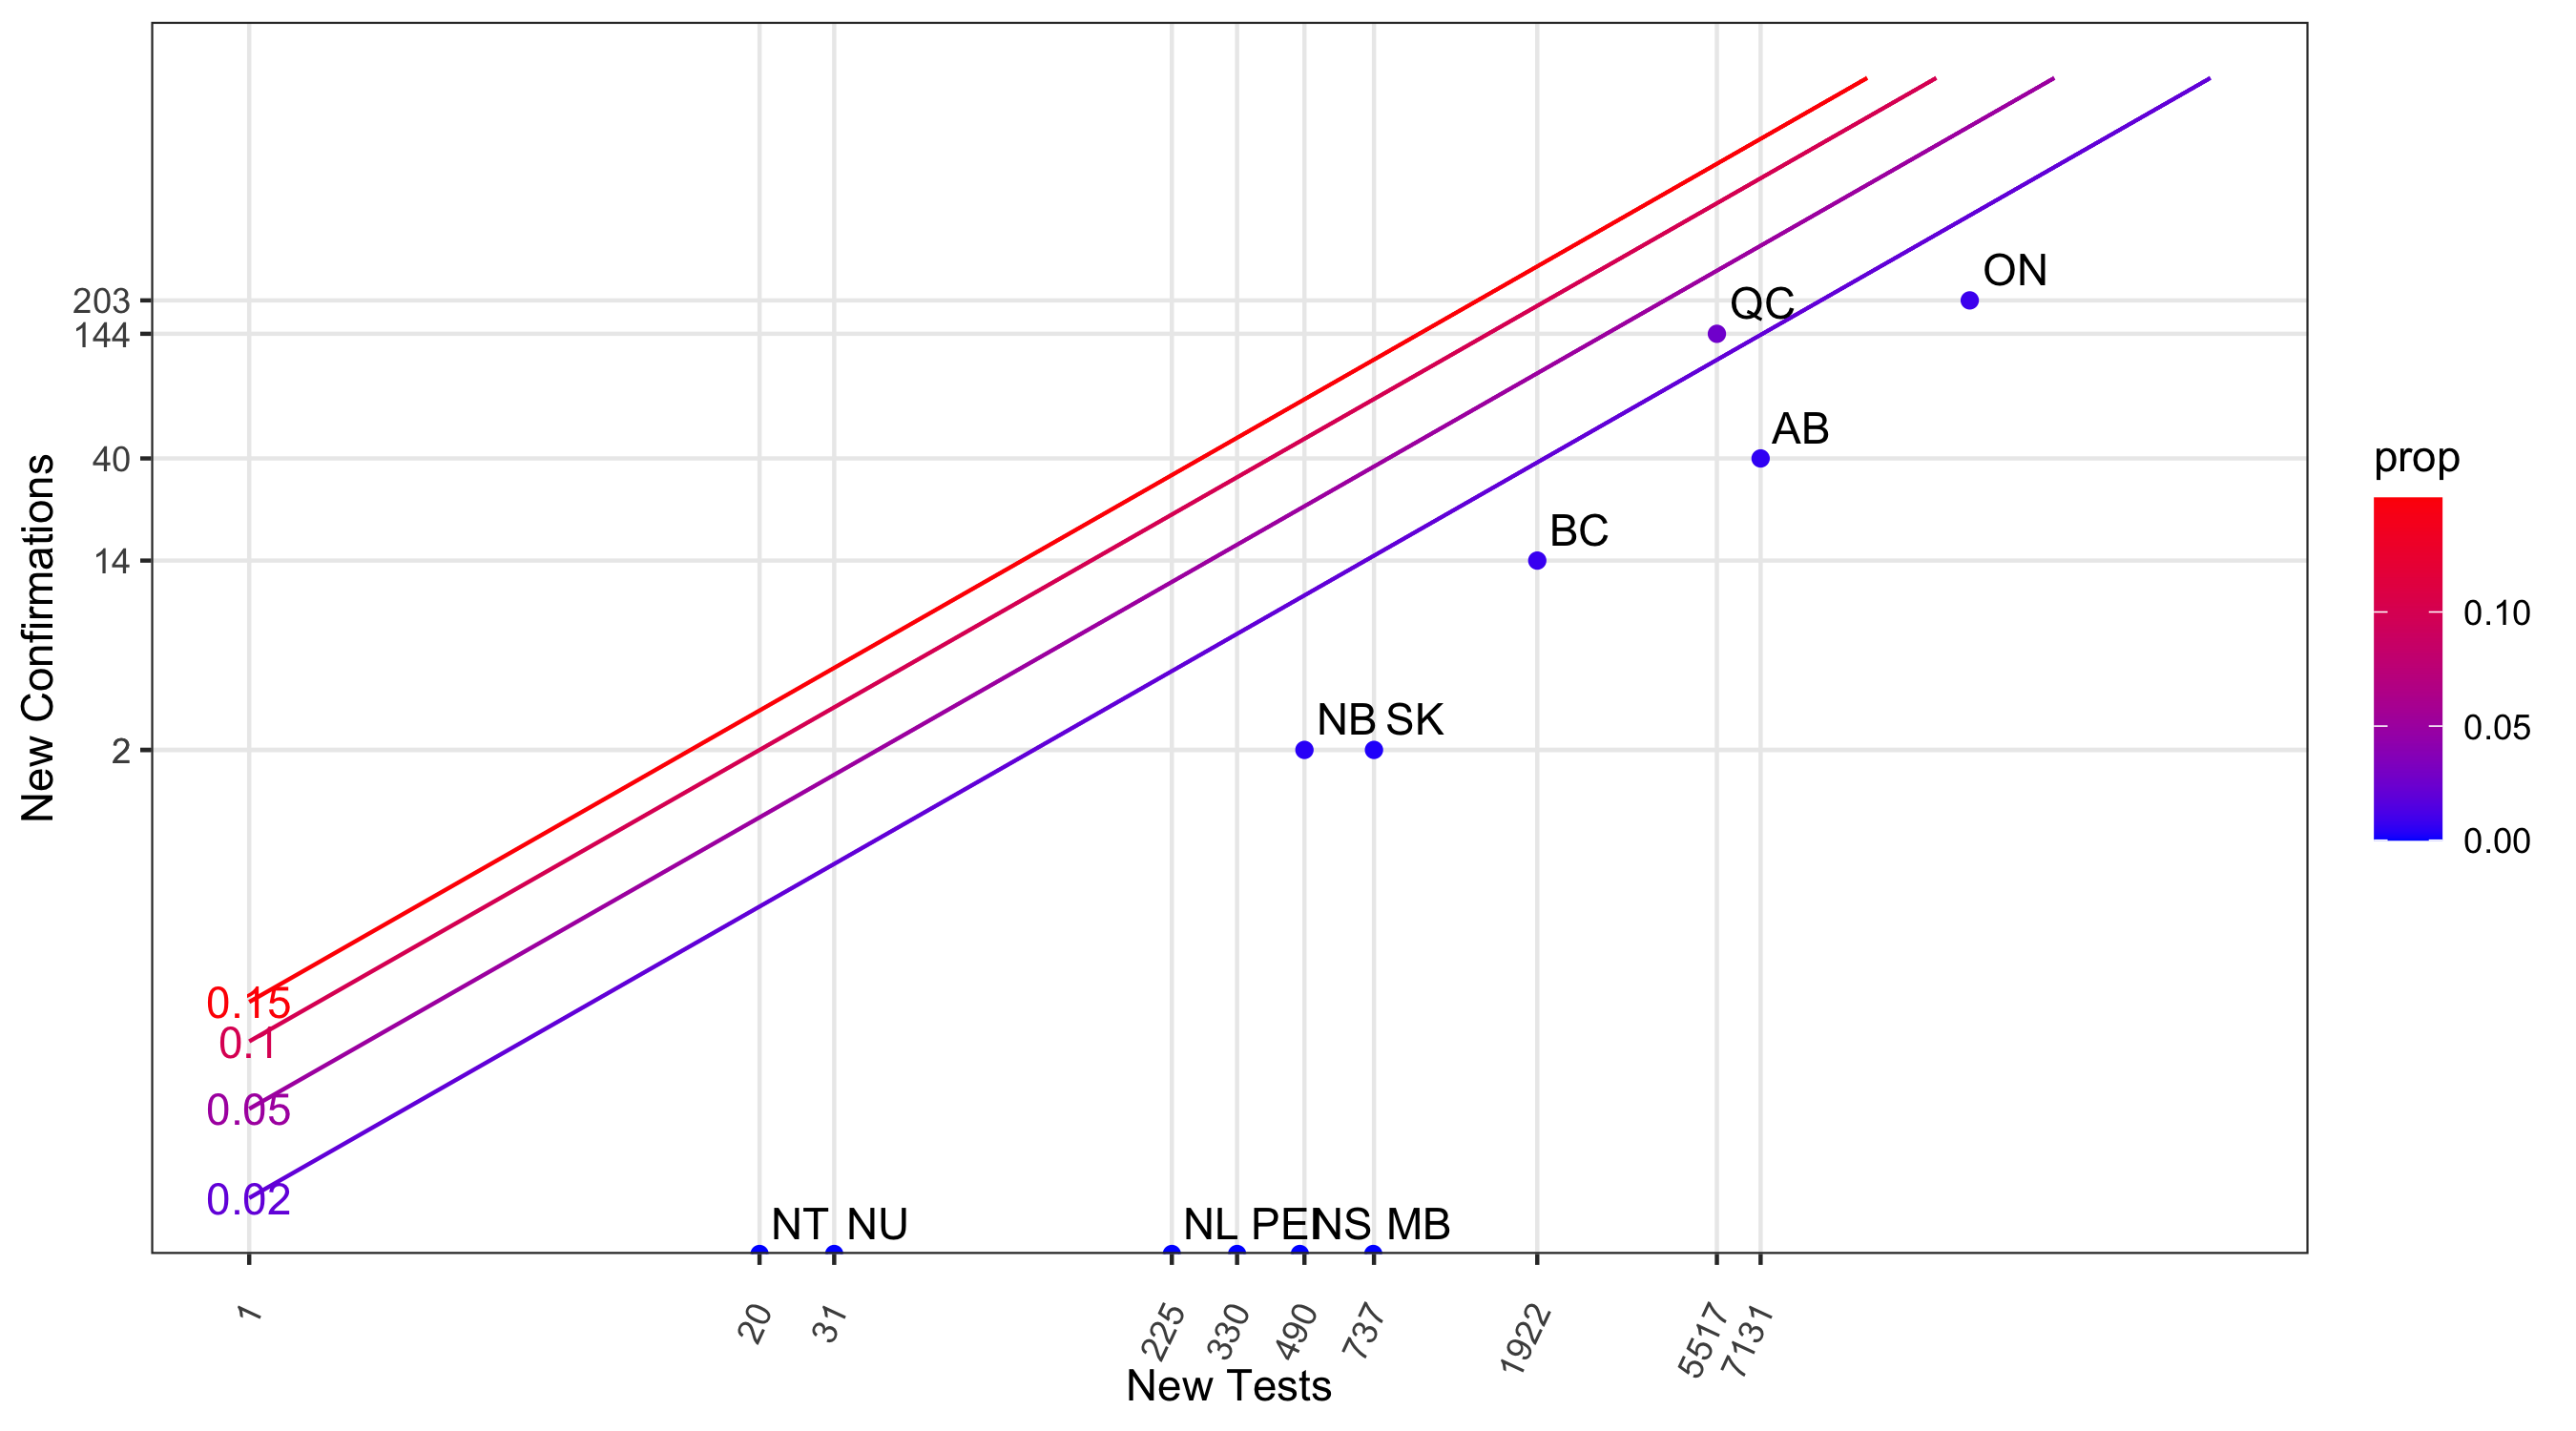 ON
QC
203
144
AB
40
prop
BC
14
0.10
NB SK
0.05
2
0.00
New Confirmations
0.15
0.1
0.05
0.02
NT NU NL PEI NS MB
1 20 31 225 330 490 737 1922 5517 7131
New Tests